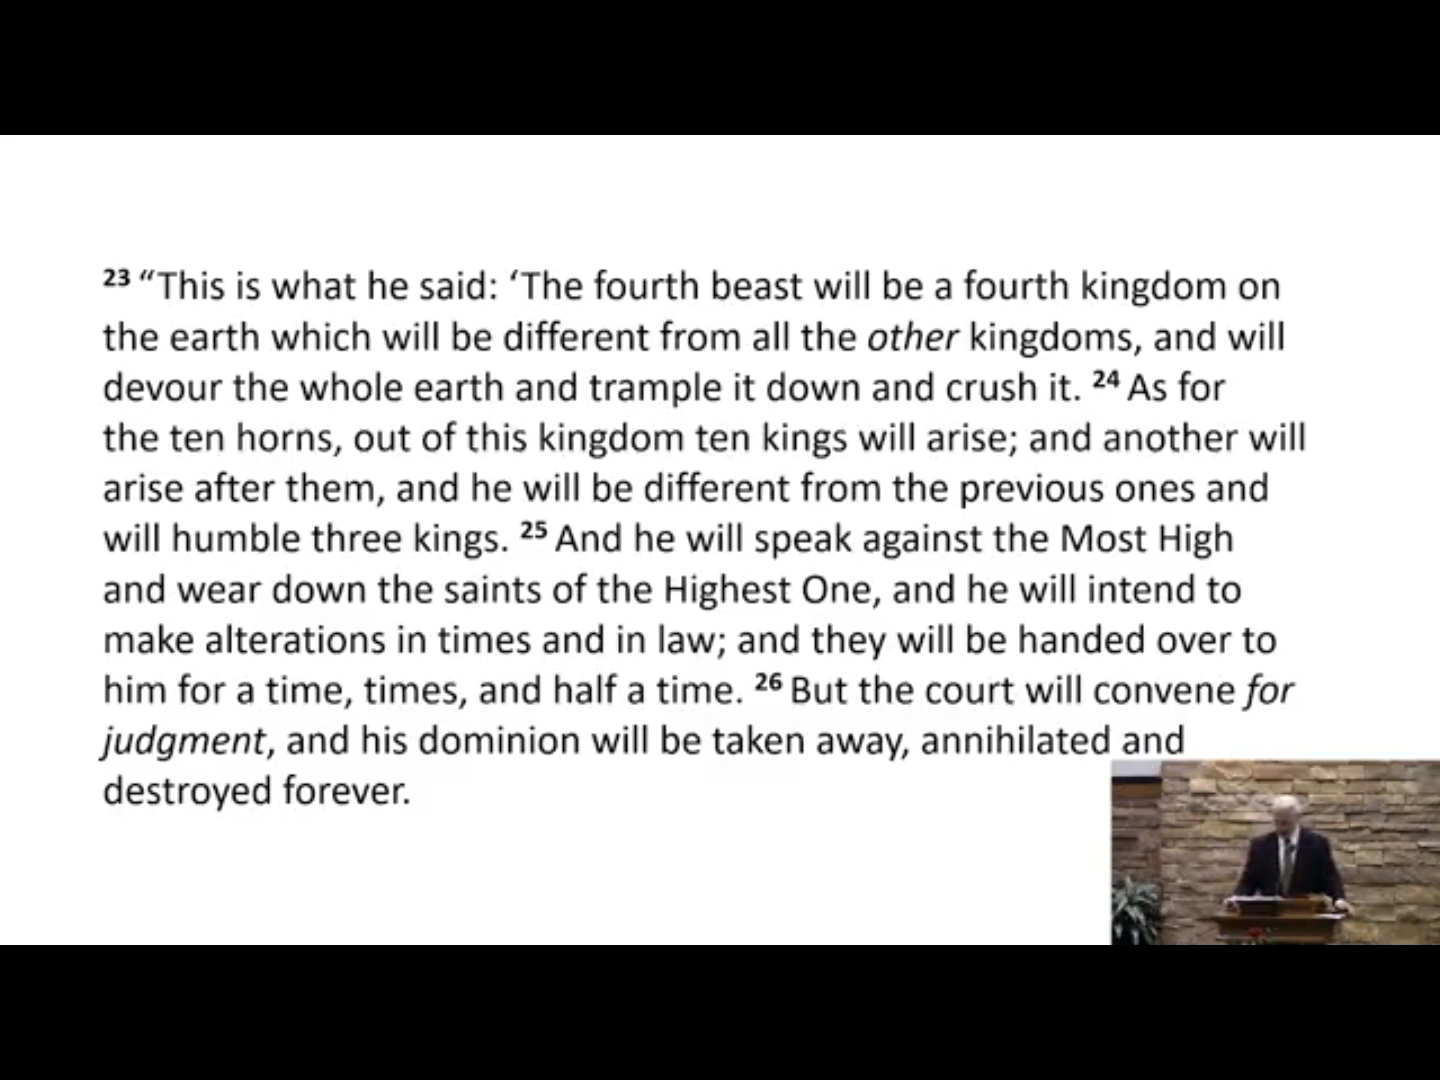 23 “This is what he said: ‘The fourth beast will be a fourth kingdom on
the earth which will be different from all the other kingdoms, and will
devour the whole earth and trample it down and crush it. 24 As for
the ten horns, out of this kingdom ten kings will arise; and another will
arise after them, and he will be different from the previous ones and
will humble three kings. 25 And he will speak against the Most High
and wear down the saints of the Highest One, and he will intend to
make alterations in times and in law; and they will be handed over to
him for a time, times, and half a time. 26 But the court will convene for
judgment, and his dominion will be taken away, annihilated and
destroyed forever.